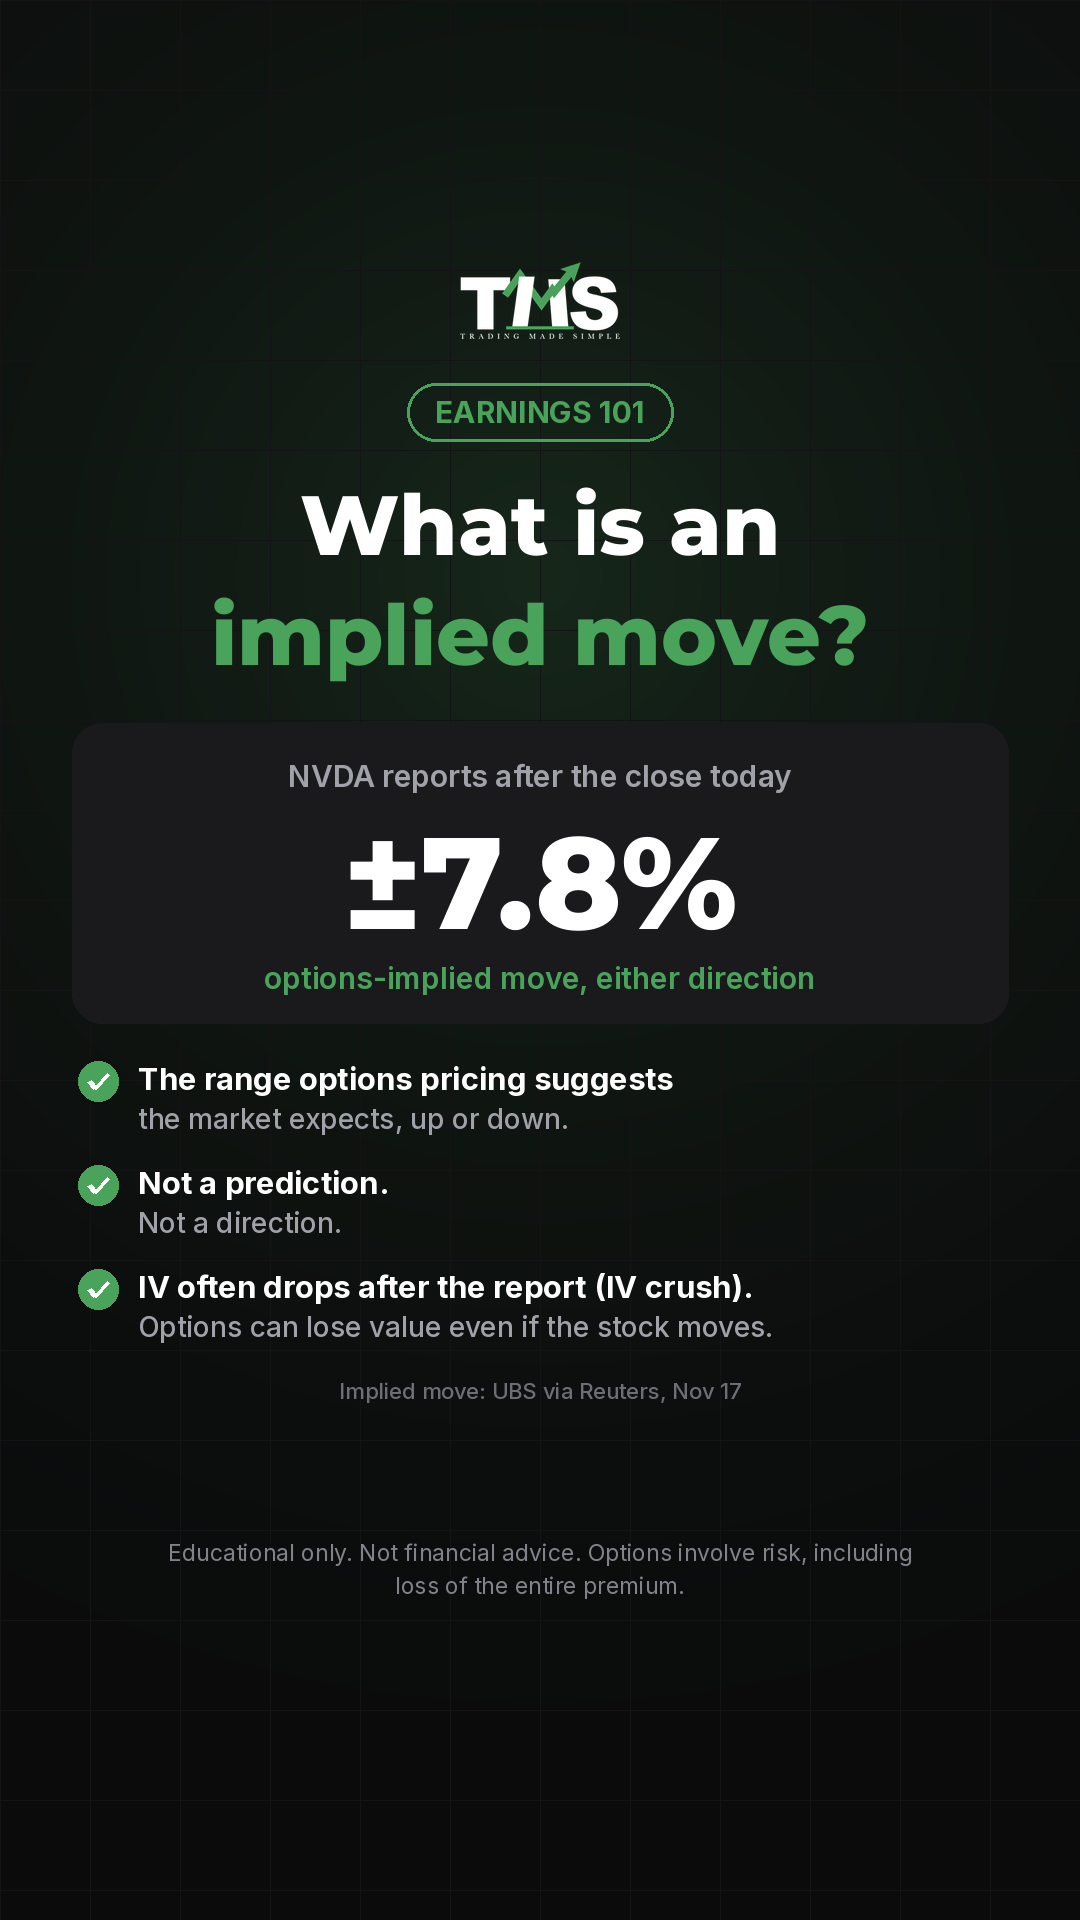 TMS
TRADING MADE SIMPLE
EARNINGS 101
What is an
implied move?
NVDA reports after the close today
±7.8%
options-implied move, either direction
The range options pricing suggests
the market expects, up or down.
Not a prediction.
Not a direction.
IV often drops after the report (IV crush).
Options can lose value even if the stock moves.
Implied move: UBS via Reuters, Nov 17
Educational only. Not financial advice. Options involve risk, including
loss of the entire premium.